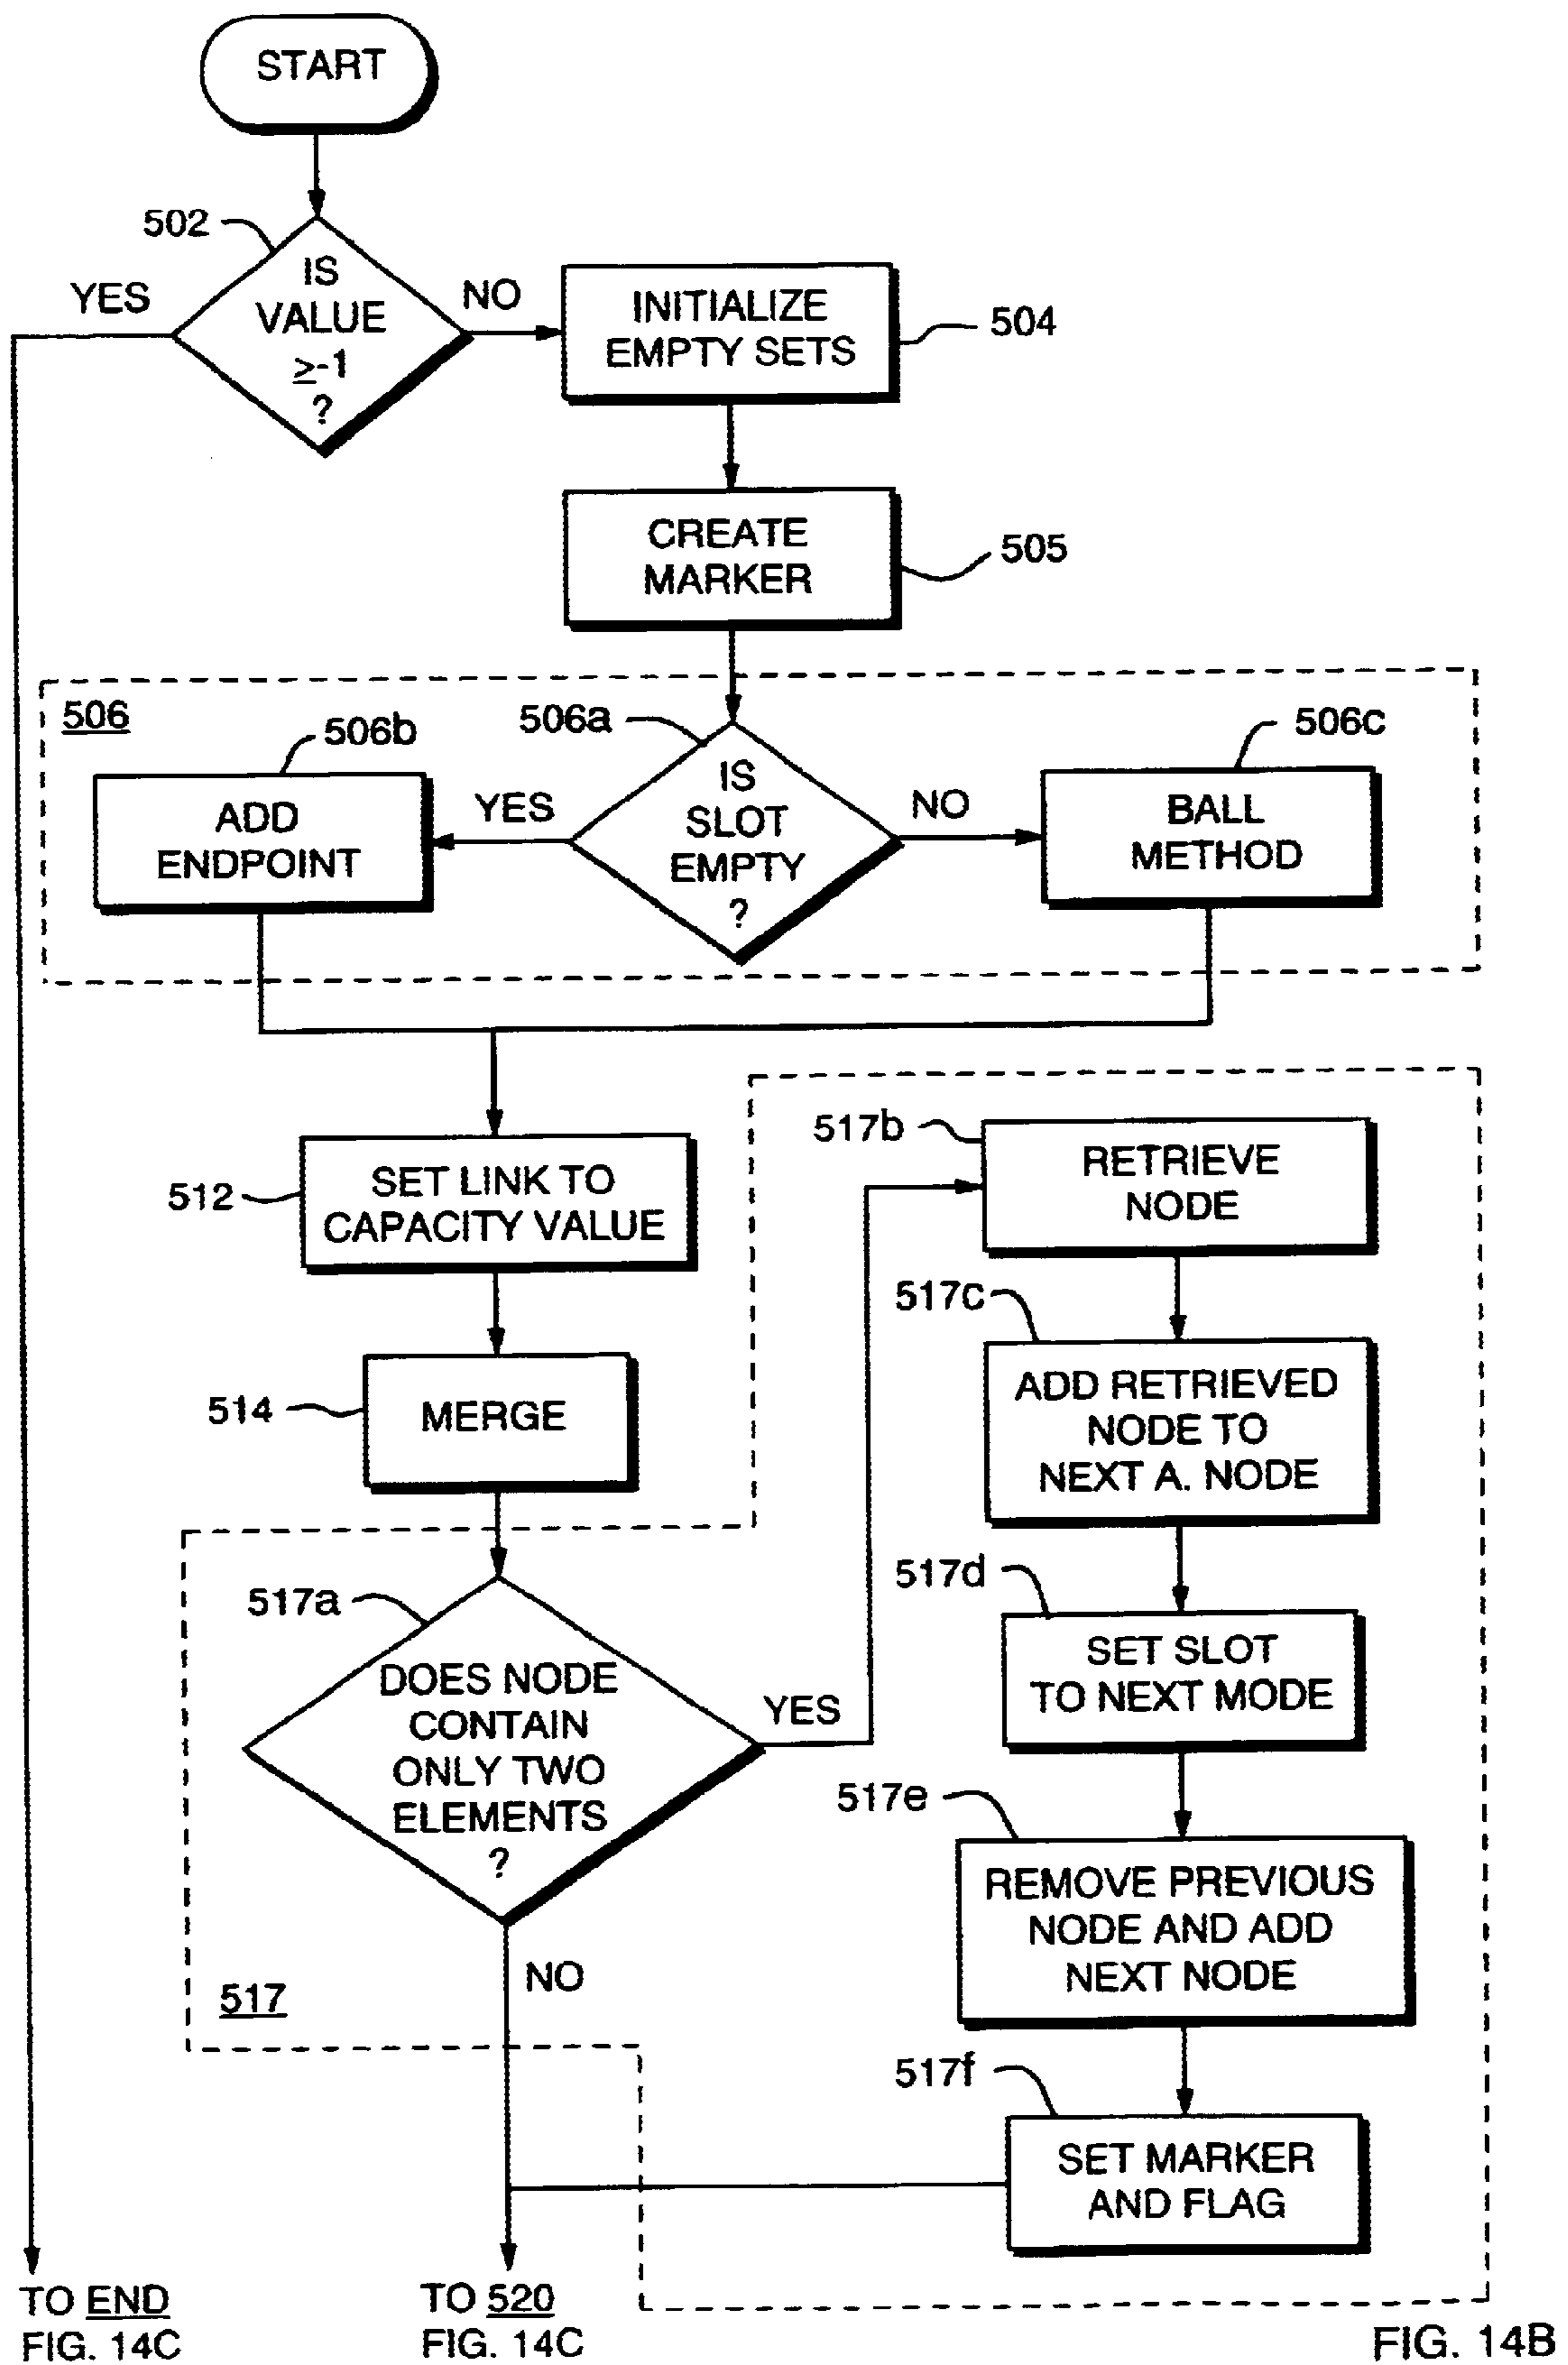 START
502
IS
VALUE
≥-1
?
YES
NO
INITIALIZE
EMPTY SETS
504
CREATE
MARKER
505
506
506b
506a
506c
ADD
ENDPOINT
YES
IS
SLOT
EMPTY
?
NO
BALL
METHOD
512
SET LINK TO
CAPACITY VALUE
514
MERGE
517a
DOES NODE
CONTAIN
ONLY TWO
ELEMENTS
?
YES
NO
517
517b
RETRIEVE
NODE
517c
ADD RETRIEVED
NODE TO
NEXT A. NODE
517d
SET SLOT
TO NEXT MODE
517e
REMOVE PREVIOUS
NODE AND ADD
NEXT NODE
517f
SET MARKER
AND FLAG
TO END
FIG. 14C
TO 520
FIG. 14C
FIG. 14B